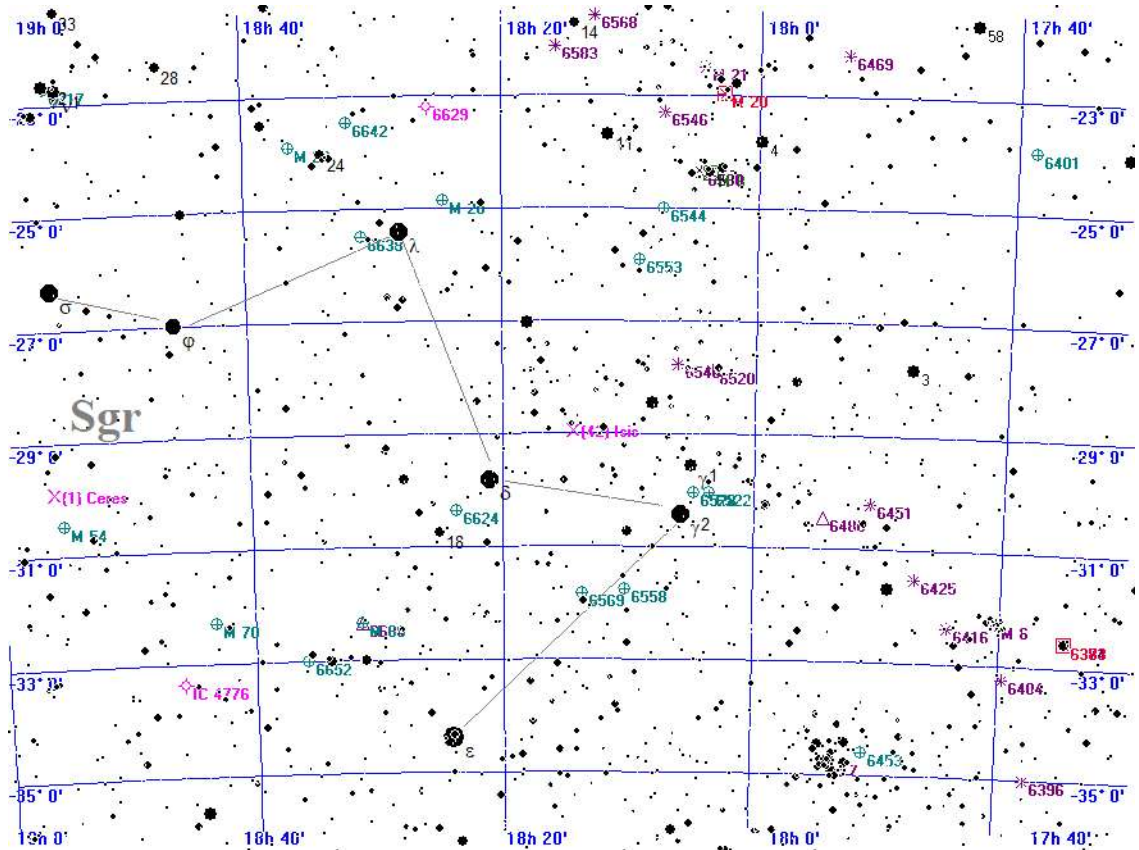 19h 0'
33
18h 40'
18h 20'
14
6568
6583
18h 0'
58
17h 40'
28
6469
M 21
M 20
-23° 0'
6629
6642
6546
-23° 0'
11
4
24
6401
M 28
6544
-25° 0'
-25° 0'
λ
6553
σ
φ
-27° 0'
-27° 0'
6520
3
Sgr
(42) Isis
-29° 0'
-29° 0'
γ1
(1) Ceres
δ
6522
6451
M 54
6624
γ2
18
-31° 0'
-31° 0'
6569
6558
6425
M 70
6416
M 6
6652
-33° 0'
IC 4776
6404
-33° 0'
ε
6453
-35° 0'
6396
-35° 0'
19h 0'
18h 40'
18h 20'
18h 0'
17h 40'